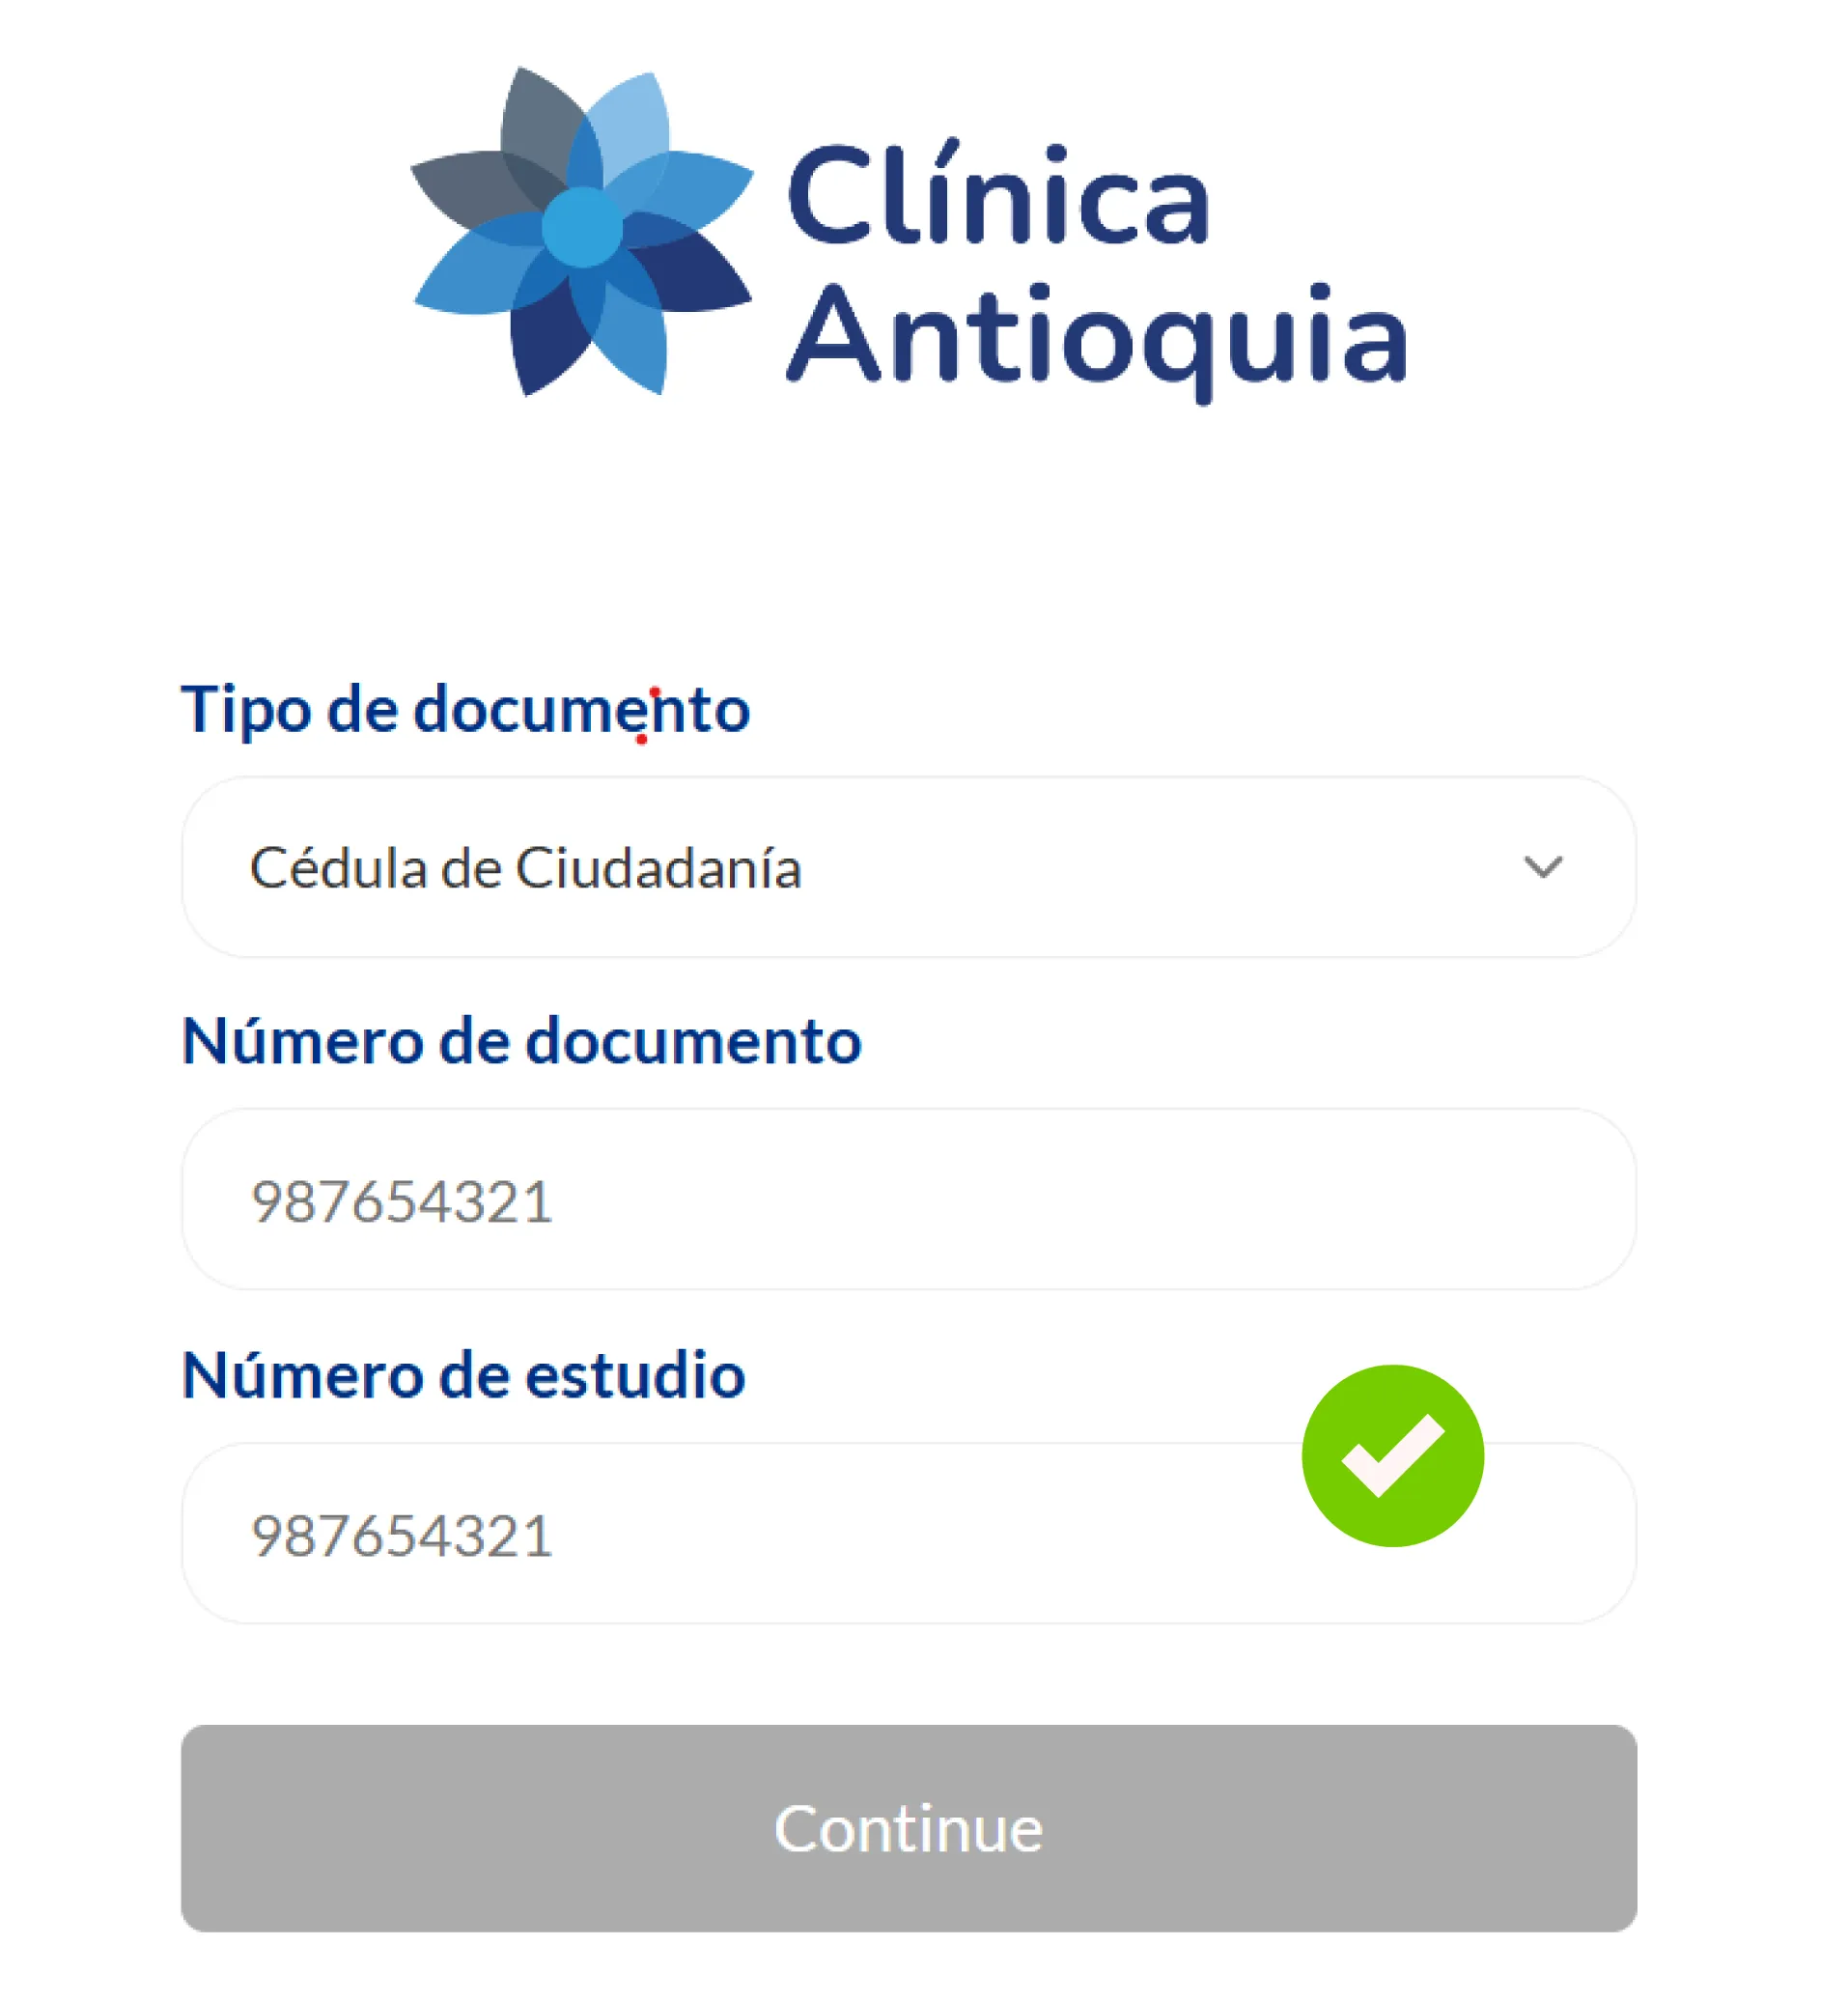 Clínica
Antioquia
Tipo de documento
Cédula de Ciudadanía
Número de documento
987654321
Número de estudio
987654321
Continue